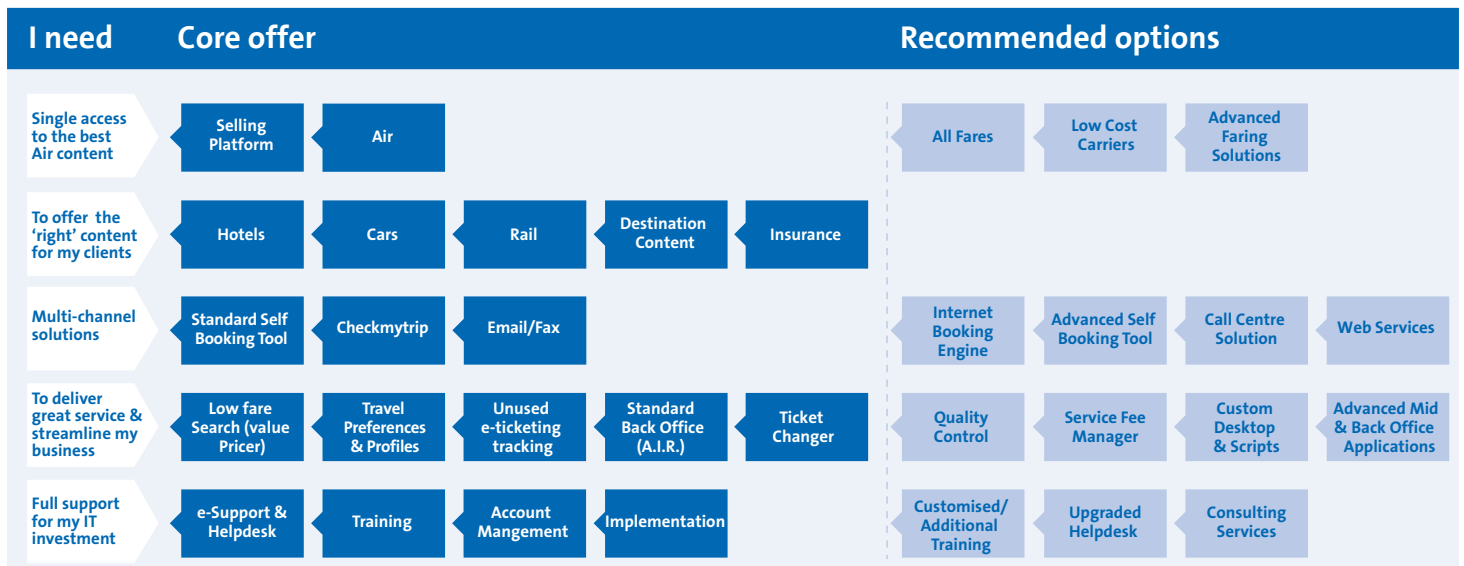 I need
Core offer
Recommended options
Single access
to the best
Air content
Selling
Platform
Air
All Fares
Low Cost
Carriers
Advanced
Faring
Solutions
To offer the
‘right’ content
for my clients
Hotels
Cars
Rail
Destination
Content
Insurance
Multi-channel
solutions
Standard Self
Booking Tool
Checkmytrip
Email/Fax
Internet
Booking
Engine
Advanced Self
Booking Tool
Call Centre
Solution
Web Services
To deliver
great service &
streamline my
business
Low fare
Search (value
Pricer)
Travel
Preferences
& Profiles
Unused
e-ticketing
tracking
Standard
Back Office
(A.I.R.)
Ticket
Changer
Quality
Control
Service Fee
Manager
Custom
Desktop
& Scripts
Advanced Mid
& Back Office
Applications
Full support
for my IT
investment
e-Support &
Helpdesk
Training
Account
Mangement
Implementation
Customised/
Additional
Training
Upgraded
Helpdesk
Consulting
Services